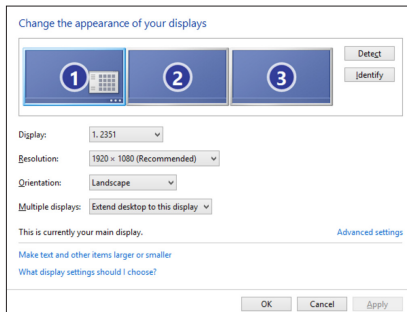 Change the appearance of your displays
1 2 3
Detect
Identify
Display: 1. 2351
Resolution: 1920 × 1080 (Recommended)
Orientation: Landscape
Multiple displays: Extend desktop to this display
This is currently your main display. Advanced settings
Make text and other items larger or smaller
What display settings should I choose?
OK Cancel Apply